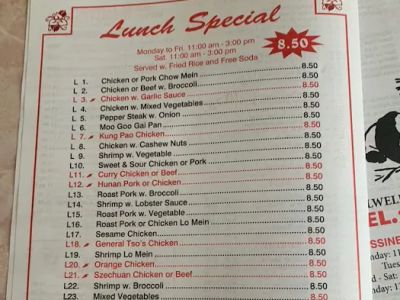 Lunch Special
Monday to Fri. 11:00 am - 3:00 pm
Sat. 11:00 am - 3:00 pm
8.50
Served w. Fried Rice and Free Soda
L 1. Chicken or Pork Chow Mein 8.50
L 2. Chicken or Beef w. Broccoli 8.50
L 3. Chicken w. Garlic Sauce 8.50
L 4. Chicken w. Mixed Vegetables 8.50
L 5. Pepper Steak w. Onion 8.50
L 6. Moo Goo Gai Pan 8.50
L 7. Kung Pao Chicken 8.50
L 8. Chicken w. Cashew Nuts 8.50
L 9. Shrimp w. Vegetable 8.50
L10. Sweet & Sour Chicken or Pork 8.50
L11. Curry Chicken or Beef 8.50
L12. Hunan Pork or Chicken 8.50
L13. Roast Pork w. Broccoli 8.50
L14. Shrimp w. Lobster Sauce 8.50
L15. Roast Pork w. Vegetable 8.50
L16. Roast Pork or Chicken Lo Mein 8.50
L17. Sesame Chicken 8.50
L18. General Tso's Chicken 8.50
L19. Shrimp Lo Mein 8.50
L20. Orange Chicken 8.50
L21. Szechuan Chicken or Beef 8.50
L22. Shrimp w. Broccoli 8.50
L23. Mixed Vegetables 8.50